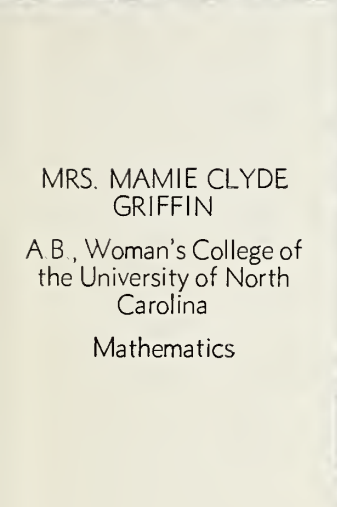 MRS. MAMIE CLYDE
GRIFFIN
A.B., Woman's College of
the University of North
Carolina
Mathematics